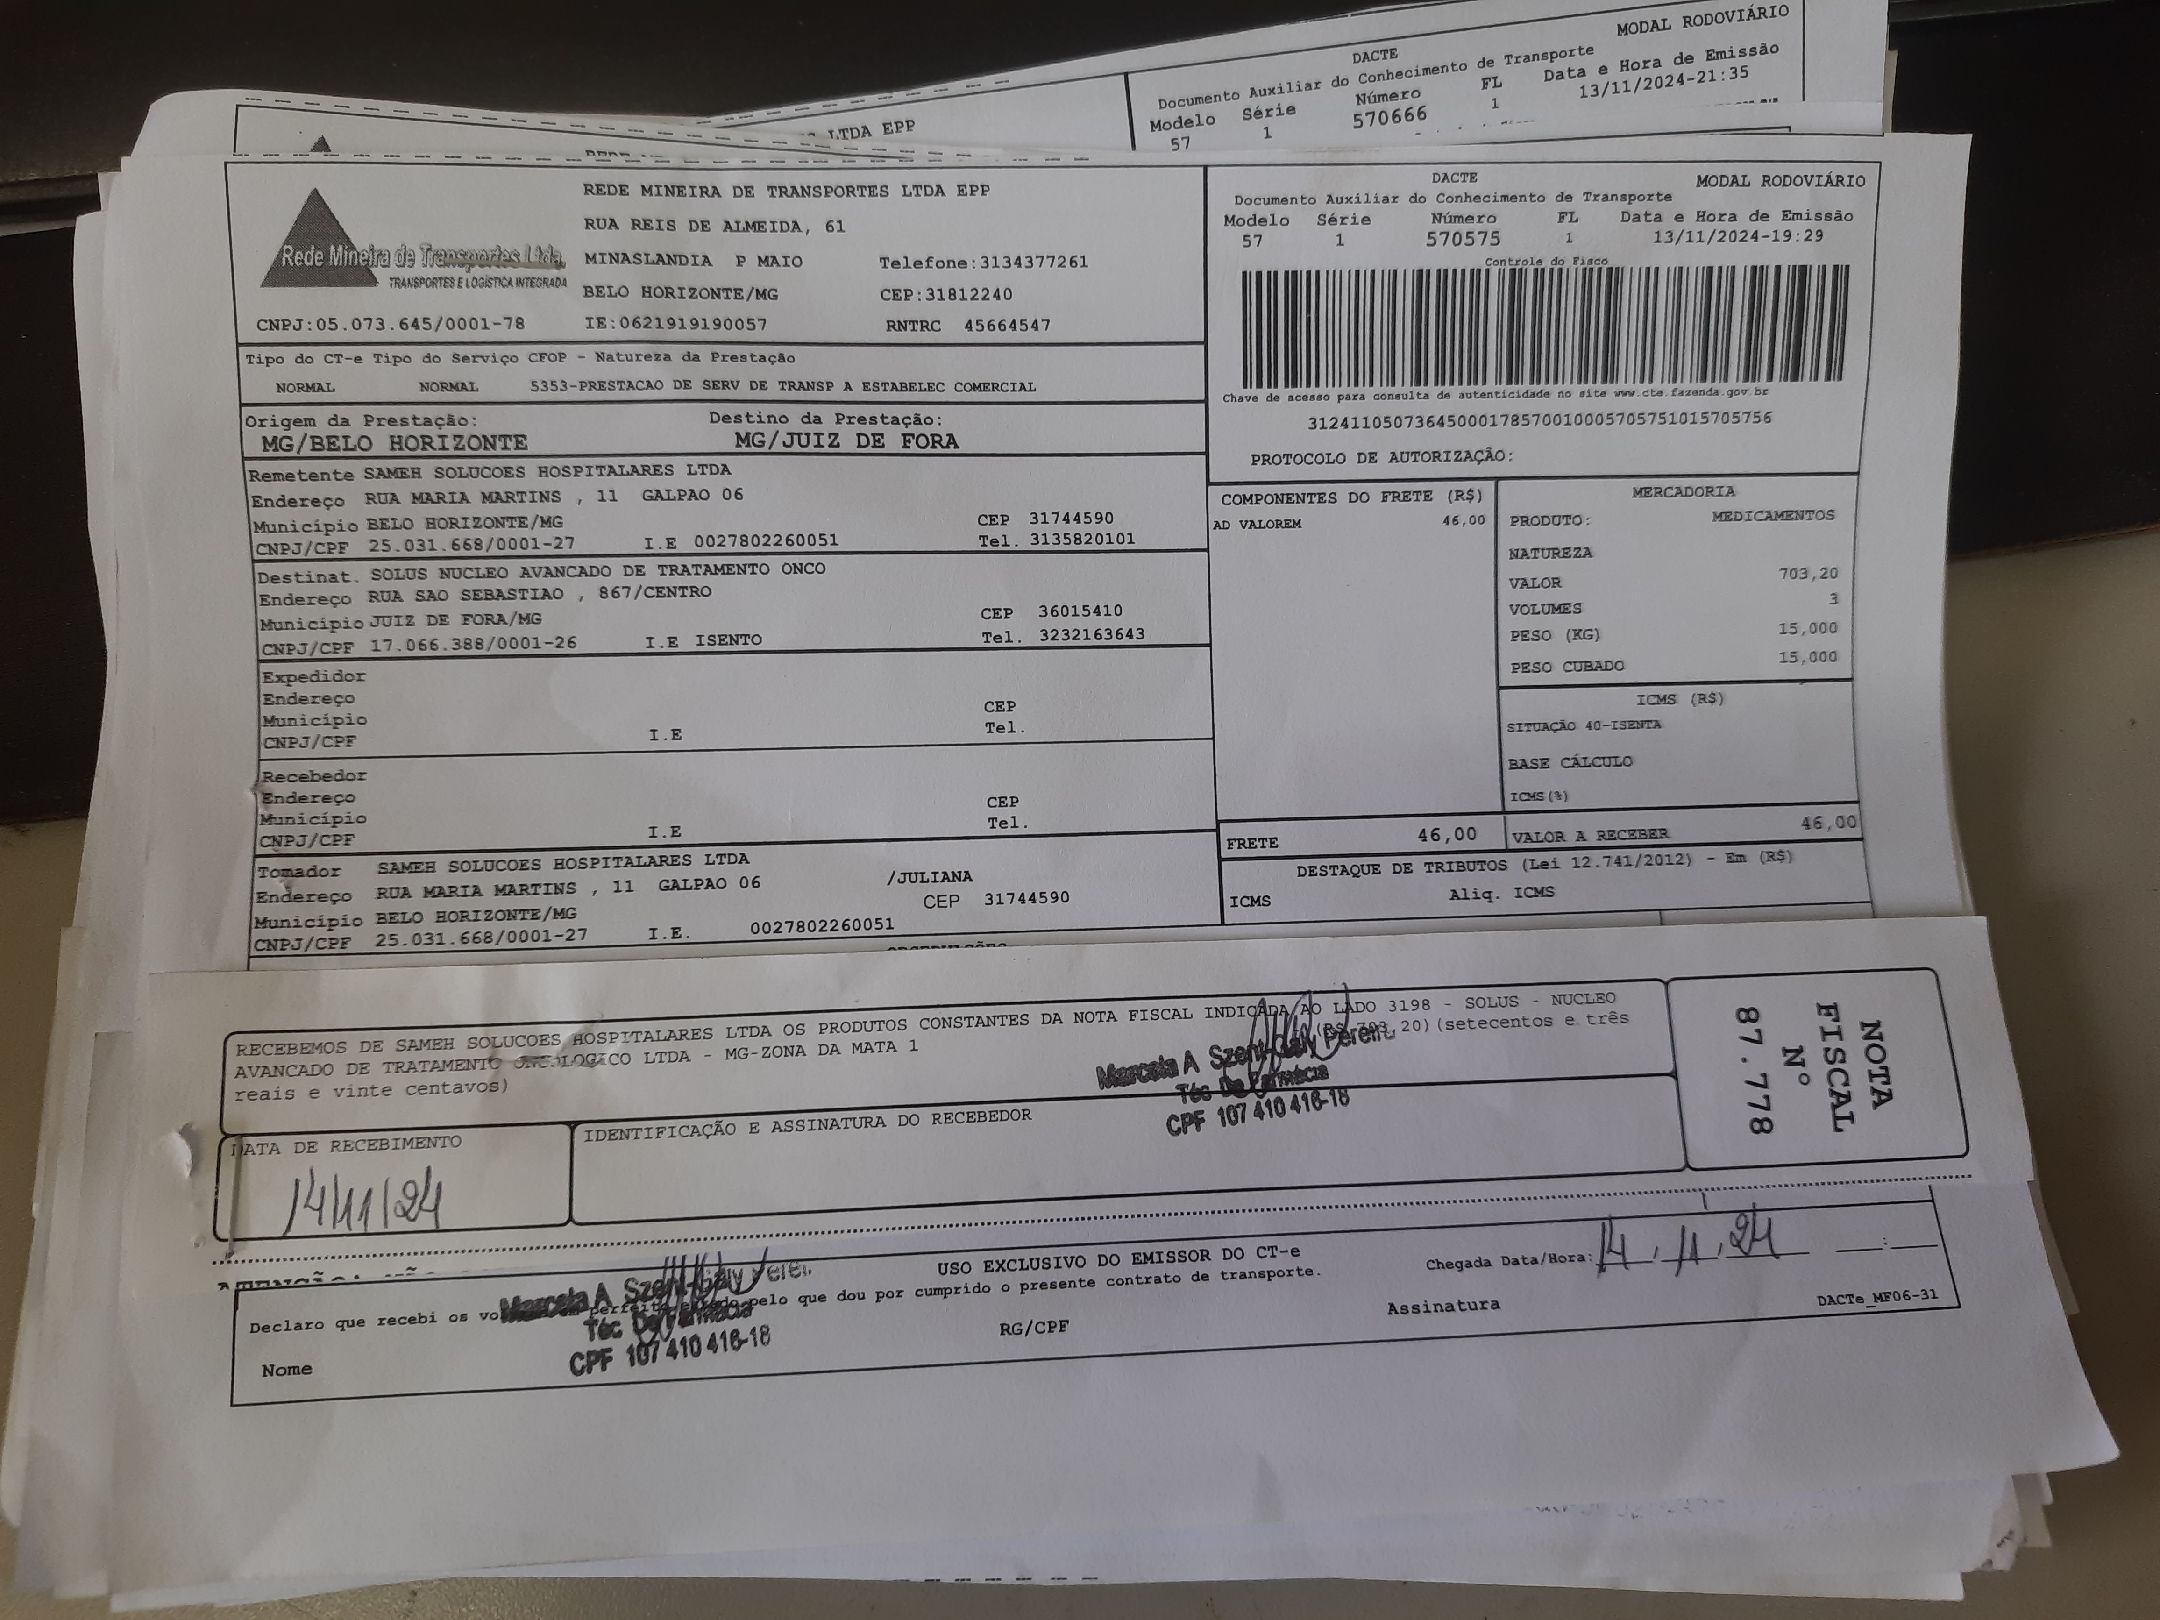 DACTE
MODAL RODOVIÁRIO
Documento Auxiliar do Conhecimento de Transporte
Modelo Série Número FL Data e Hora de Emissão
57 1 570666 1 13/11/2024-21:35
LTDA EPP
Rede Mineira de Transportes Ltda
TRANSPORTES E LOGÍSTICA INTEGRADA
REDE MINEIRA DE TRANSPORTES LTDA EPP
RUA REIS DE ALMEIDA, 61
MINASLANDIA P MAIO Telefone:3134377261
BELO HORIZONTE/MG CEP:31812240
CNPJ:05.073.645/0001-78 IE:0621919190057 RNTRC 45664547
DACTE MODAL RODOVIÁRIO
Documento Auxiliar do Conhecimento de Transporte
Modelo Série Número FL Data e Hora de Emissão
57 1 570575 1 13/11/2024-19:29
Controle do Fisco
Chave de acesso para consulta de autenticidade no site www.cte.fazenda.gov.br
31241105073645000178570010005705751015705756
PROTOCOLO DE AUTORIZAÇÃO:
Tipo do CT-e Tipo do Serviço CFOP - Natureza da Prestação
NORMAL NORMAL 5353-PRESTACAO DE SERV DE TRANSP A ESTABELEC COMERCIAL
Origem da Prestação: Destino da Prestação:
MG/BELO HORIZONTE MG/JUIZ DE FORA
Remetente SAMEH SOLUCOES HOSPITALARES LTDA
Endereço RUA MARIA MARTINS , 11 GALPAO 06
Município BELO HORIZONTE/MG CEP 31744590
CNPJ/CPF 25.031.668/0001-27 I.E 0027802260051 Tel. 3135820101
Destinat. SOLUS NUCLEO AVANCADO DE TRATAMENTO ONCO
Endereço RUA SAO SEBASTIAO , 867/CENTRO
Município JUIZ DE FORA/MG CEP 36015410
CNPJ/CPF 17.066.388/0001-26 I.E ISENTO Tel. 3232163643
Expedidor
Endereço
Município CEP
CNPJ/CPF I.E Tel.
Recebedor
Endereço
Município CEP
CNPJ/CPF I.E Tel.
Tomador SAMEH SOLUCOES HOSPITALARES LTDA
Endereço RUA MARIA MARTINS , 11 GALPAO 06 /JULIANA
Município BELO HORIZONTE/MG CEP 31744590
CNPJ/CPF 25.031.668/0001-27 I.E. 0027802260051
COMPONENTES DO FRETE (R$)
AD VALOREM 46,00
MERCADORIA
PRODUTO: MEDICAMENTOS
NATUREZA
VALOR 703,20
VOLUMES 3
PESO (KG) 15,000
PESO CUBADO 15,000
ICMS (R$)
SITUAÇÃO 40-ISENTA
BASE CÁLCULO
ICMS(%)
FRETE 46,00 VALOR A RECEBER 46,00
DESTAQUE DE TRIBUTOS (Lei 12.741/2012) - Em (R$)
ICMS Aliq. ICMS
RECEBEMOS DE SAMEH SOLUCOES HOSPITALARES LTDA OS PRODUTOS CONSTANTES DA NOTA FISCAL INDICADA AO LADO 3198 - SOLUS - NUCLEO
AVANCADO DE TRATAMENTO ONCOLOGICO LTDA - MG-ZONA DA MATA 1 (R$ 703,20) (setecentos e três
reais e vinte centavos)
Marcela A Pereira
Téc De Farmácia
CPF 107 410 416-18
DATA DE RECEBIMENTO
14/11/24
IDENTIFICAÇÃO E ASSINATURA DO RECEBEDOR
NOTA
FISCAL
N°
87.778
USO EXCLUSIVO DO EMISSOR DO CT-e
Chegada Data/Hora: 14.11.24 :
Declaro que recebi os perfeito estado pelo que dou por cumprido o presente contrato de transporte.
Marcela A
Téc De Farmácia
CPF 107 410 416-18
Nome RG/CPF Assinatura
DACTe_MF06-31